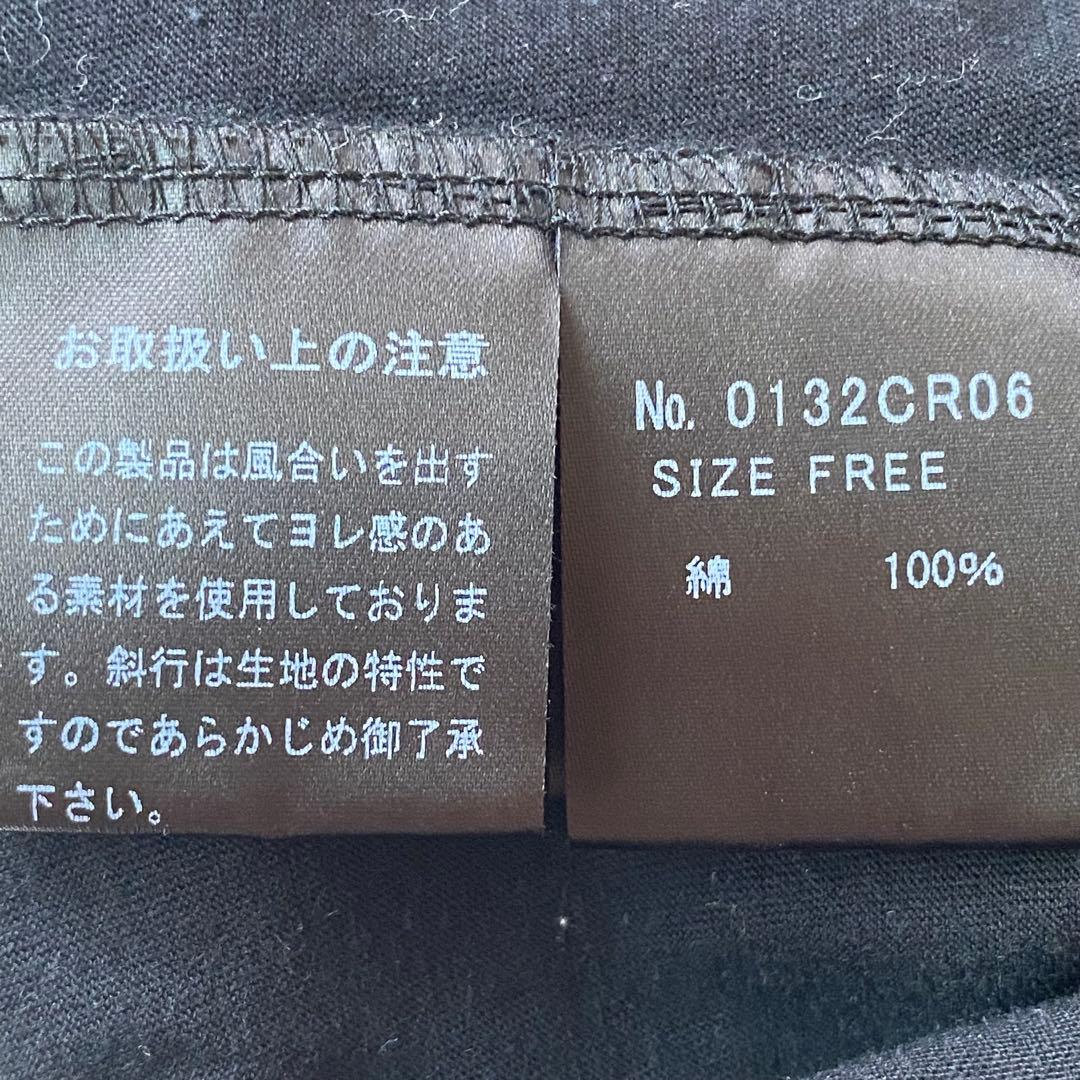 お取扱い上の注意
この製品は風合いを出す
ためにあえてヨレ感のあ
る素材を使用しておりま
す。斜行は生地の特性で
すのであらかじめ御了承
下さい。
№. 0132CR06
SIZE FREE
綿 100%